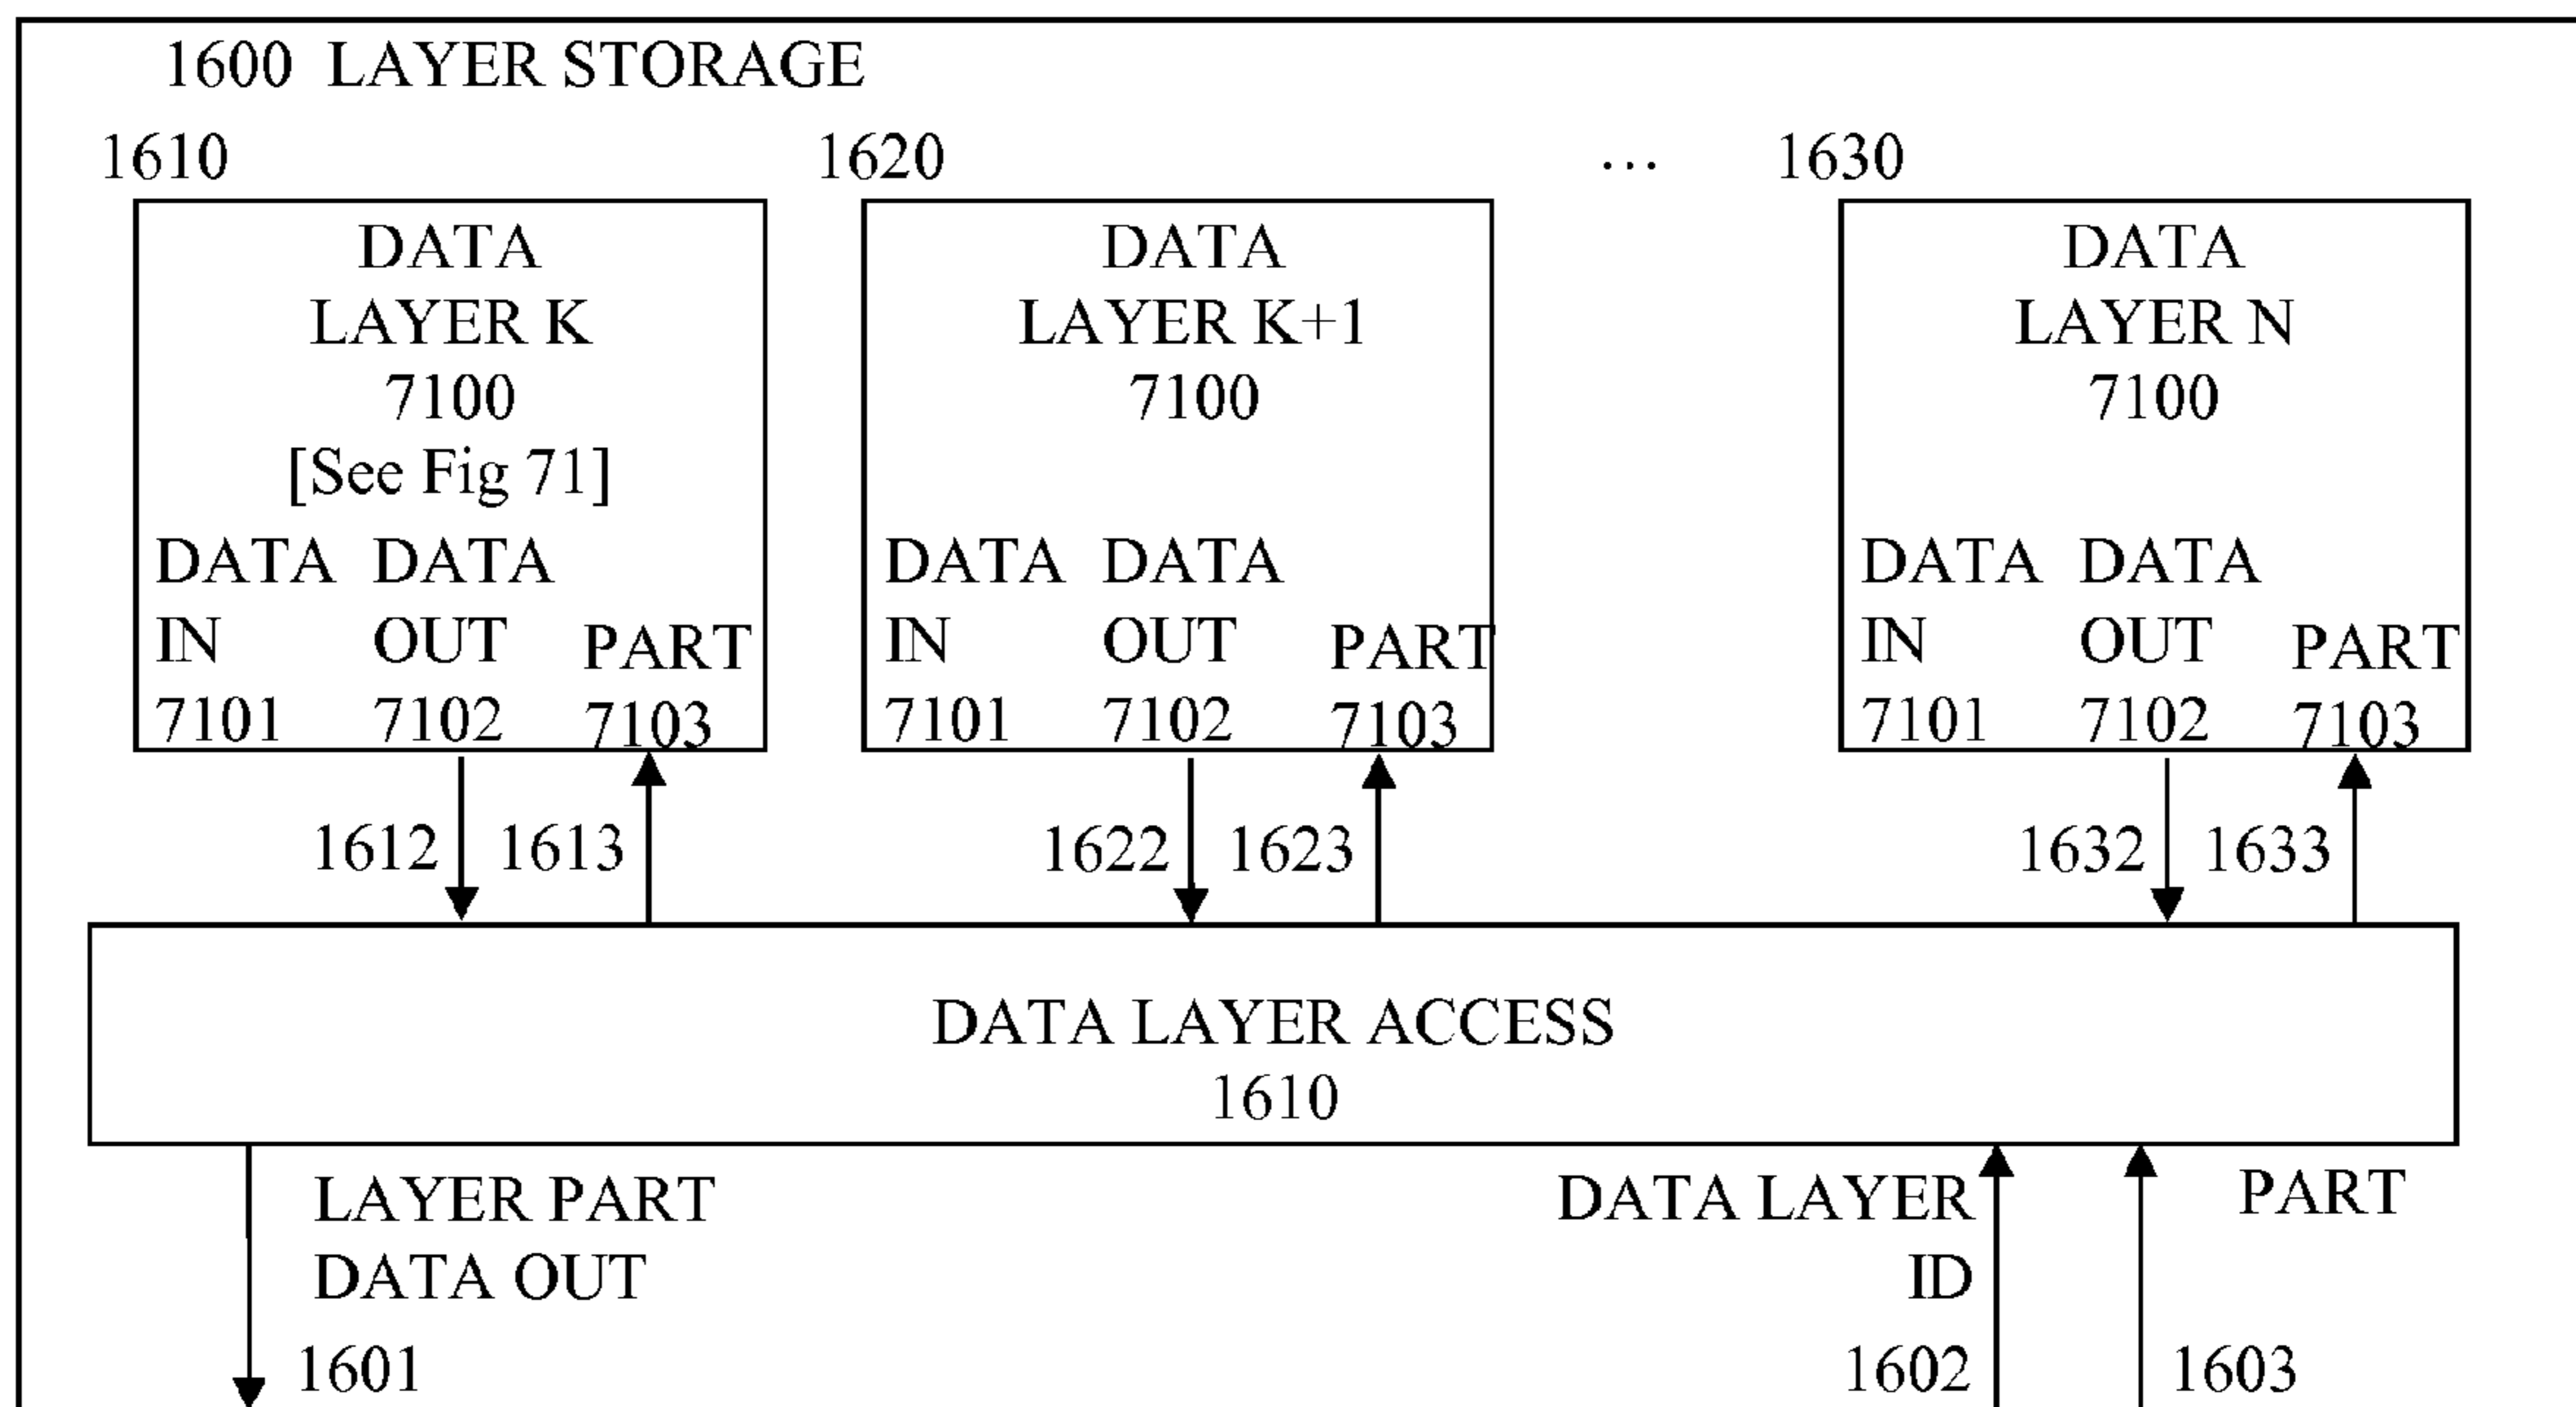 1600 LAYER STORAGE
1610
1620
...
1630
DATA
LAYER K
7100
[See Fig 71]
DATA DATA
IN OUT PART
7101 7102 7103
DATA
LAYER K+1
7100
DATA DATA
IN OUT PART
7101 7102 7103
DATA
LAYER N
7100
DATA DATA
IN OUT PART
7101 7102 7103
1612 1613
1622 1623
1632 1633
DATA LAYER ACCESS
1610
LAYER PART
DATA OUT
1601
DATA LAYER
ID
1602
PART
1603